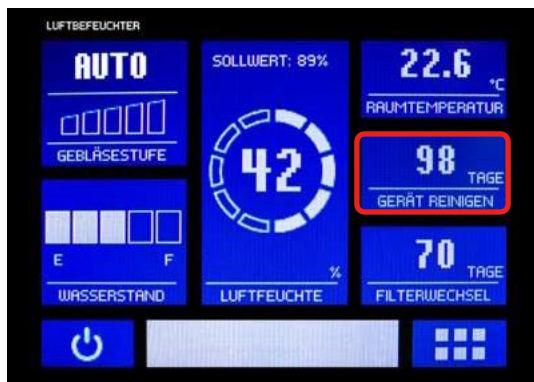 LUFTBEFEUCHTER
AUTO
GEBLÄSESTUFE
E F
WASSERSTAND
SOLLWERT: 89%
42
%
LUFTFEUCHTE
22.6 °C
RAUMTEMPERATUR
98 TAGE
GERÄT REINIGEN
70 TAGE
FILTERWECHSEL